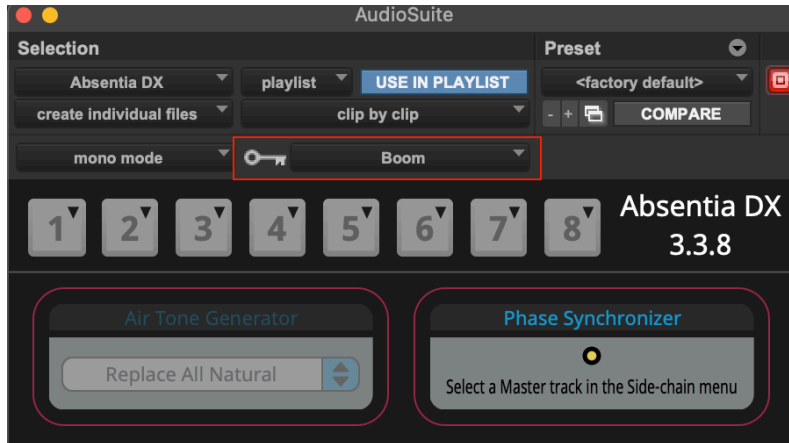 AudioSuite
Selection
Preset
Absentia DX
playlist
USE IN PLAYLIST
<factory default>
create individual files
clip by clip
- +
COMPARE
mono mode
Boom
1 2 3 4 5 6 7 8
Absentia DX
3.3.8
Air Tone Generator
Phase Synchronizer
Replace All Natural
Select a Master track in the Side-chain menu